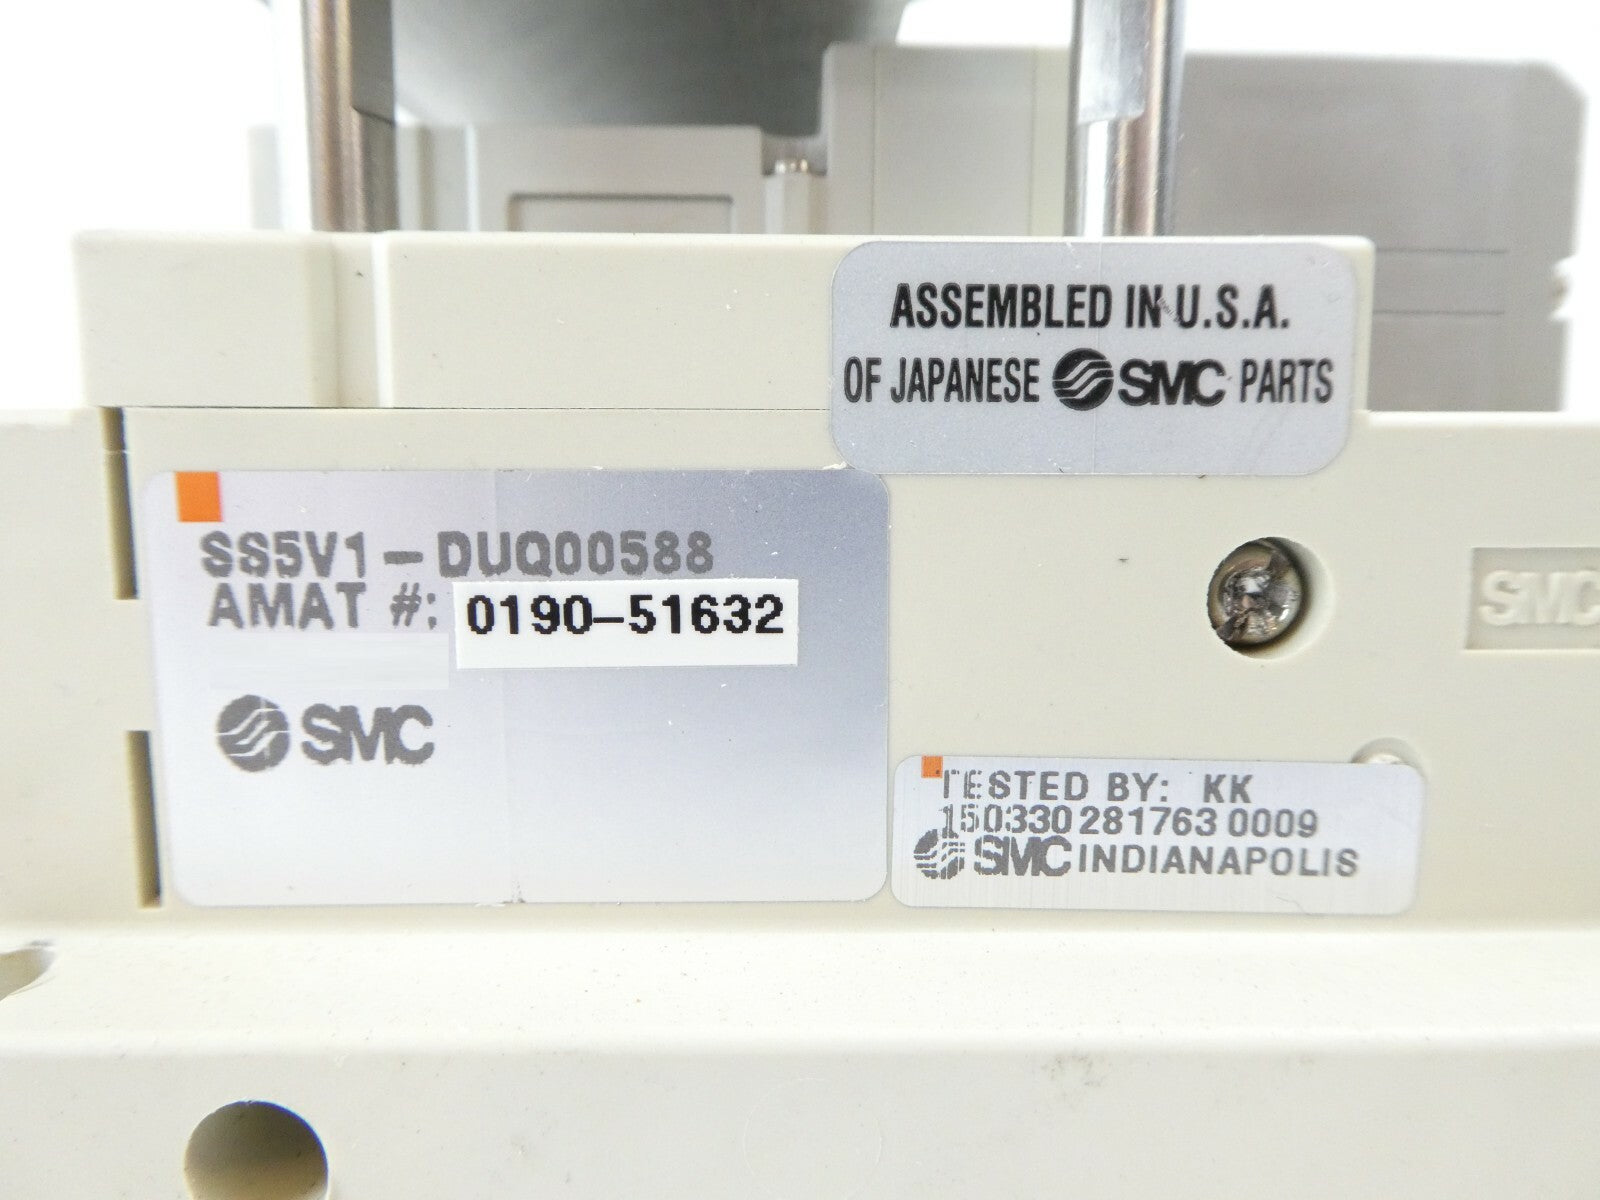 ASSEMBLED IN U.S.A.
OF JAPANESE SMC PARTS
SS5V1-DUQ00588
AMAT #: 0190-51632
SMC
SMC
TESTED BY: KK
150330 281763 0009
SMC INDIANAPOLIS